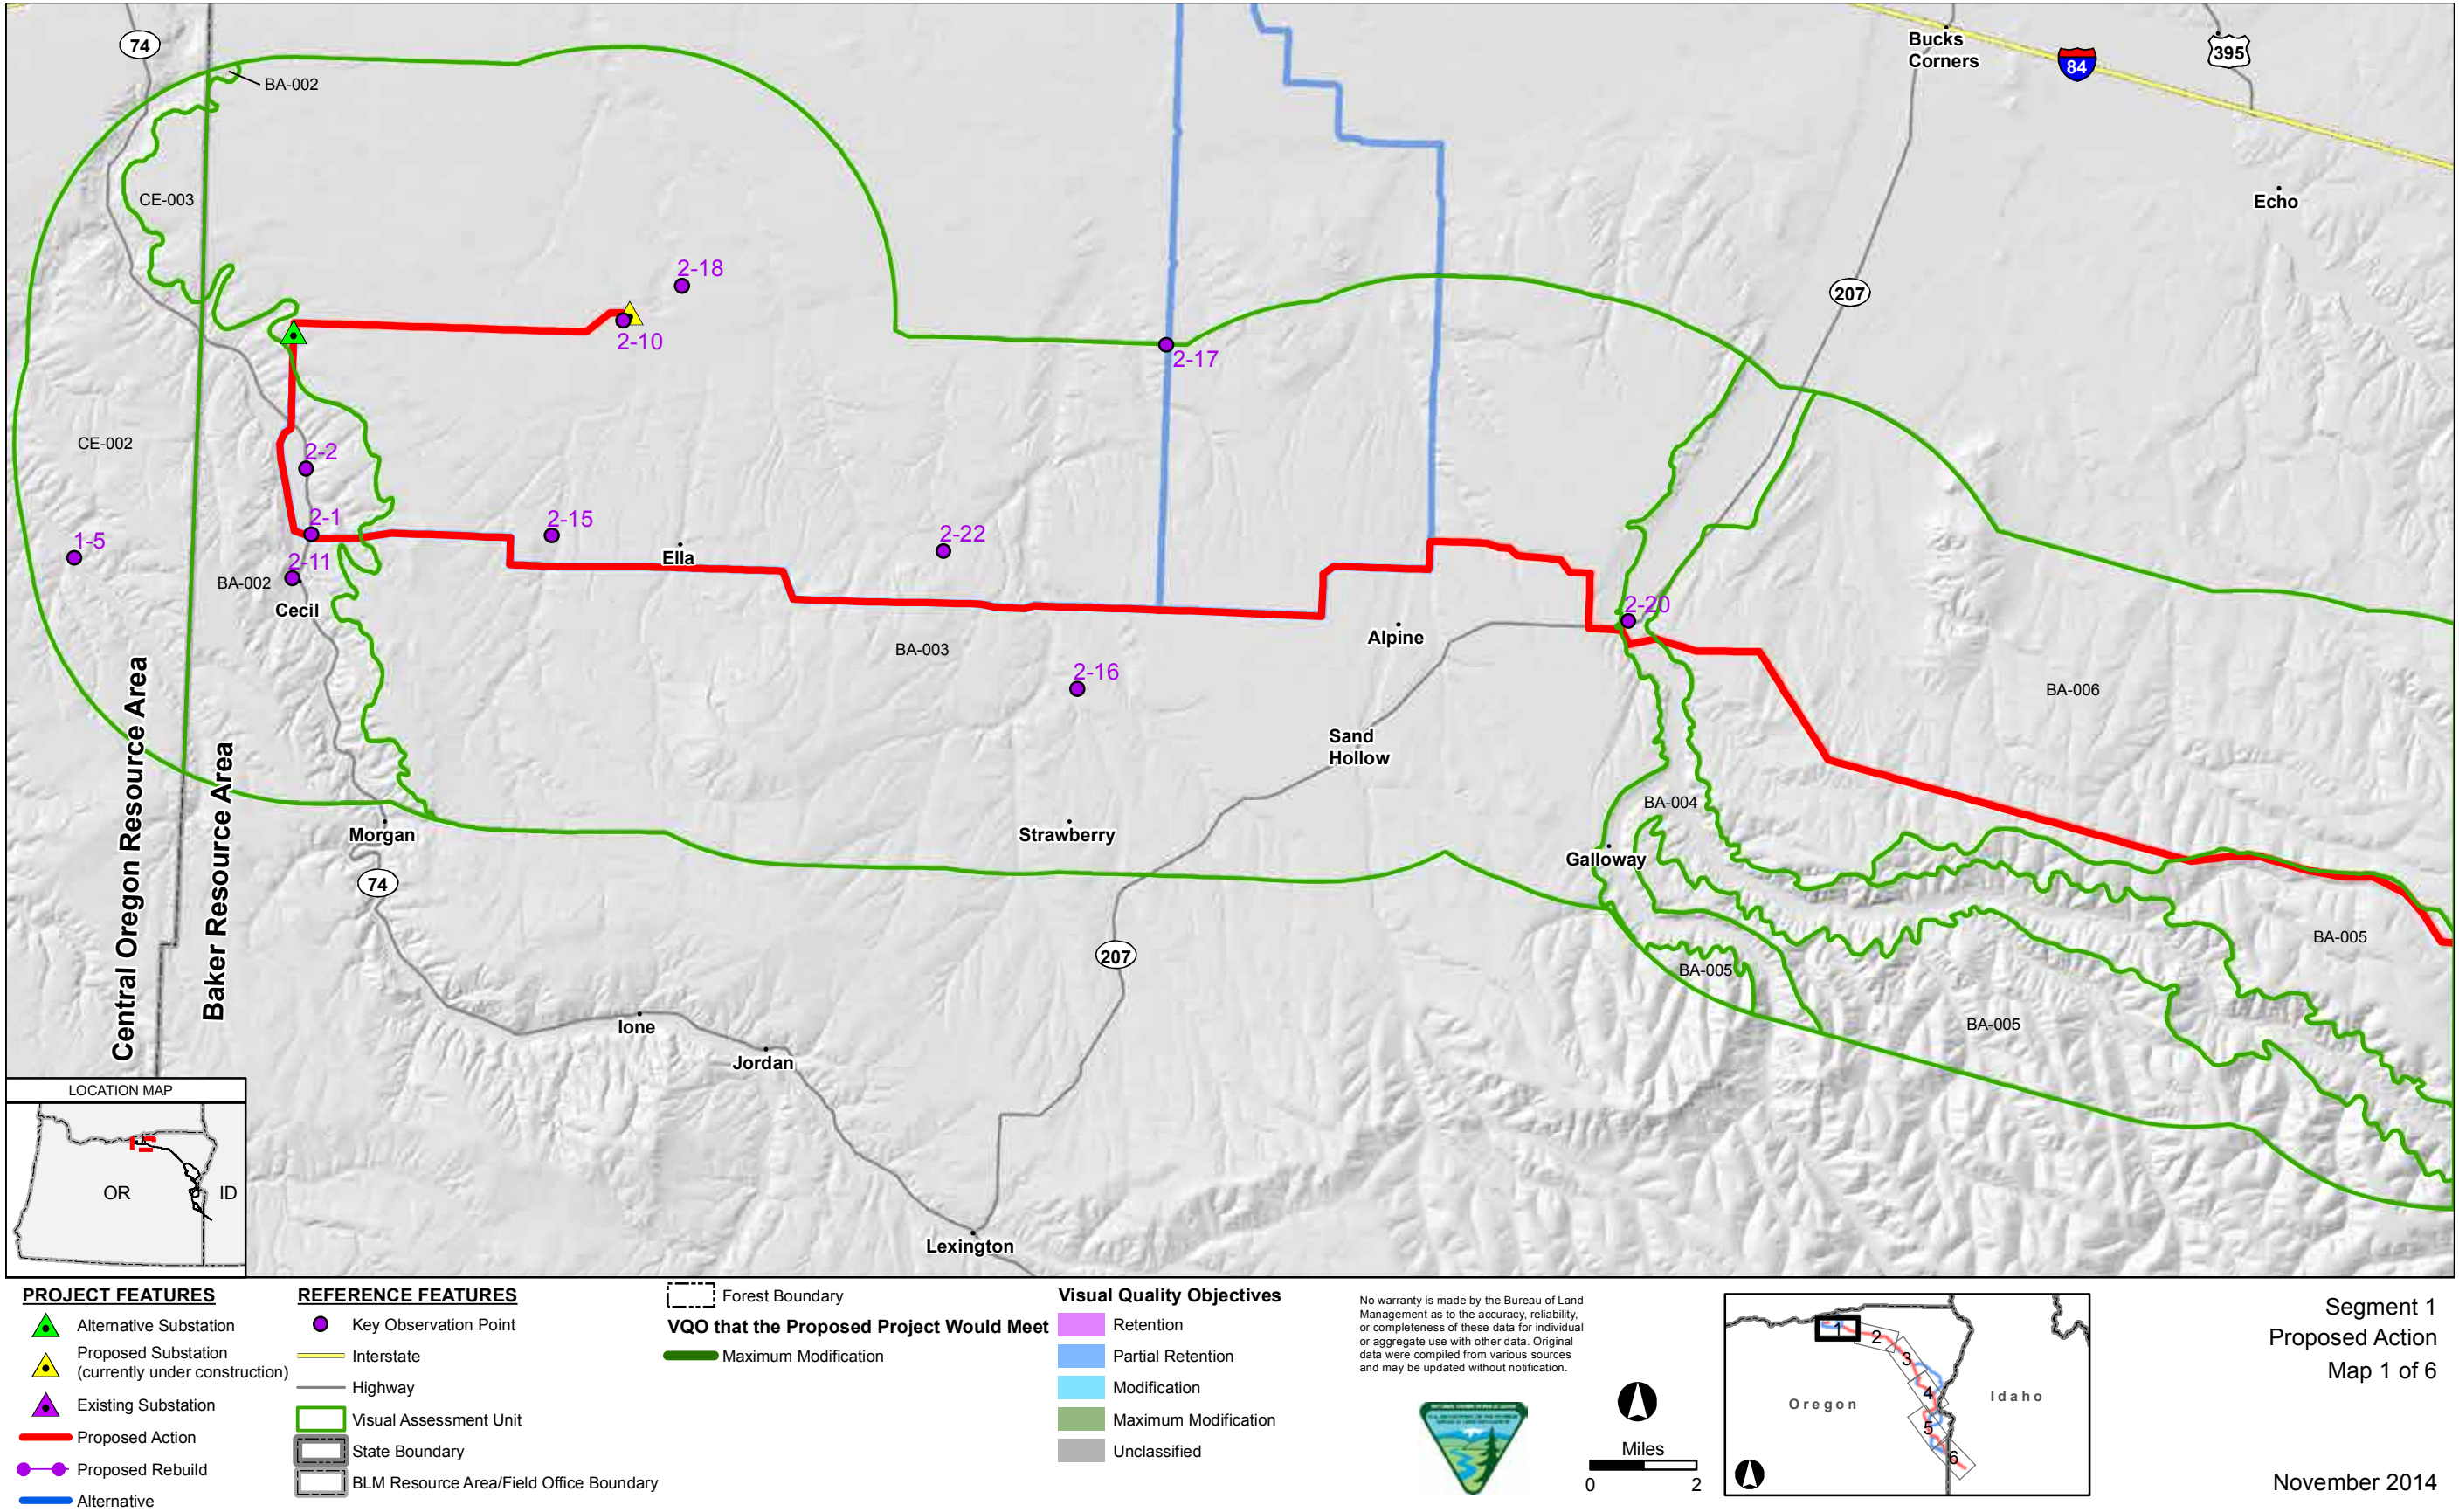 74
BA-002
Bucks
Corners
84
395
CE-003
Echo
2-18
207
2-10
2-17
CE-002
2-2
2-1
2-15
2-22
1-5
2-11
Ella
BA-002
Cecil
2-20
Alpine
BA-003
2-16
BA-006
Central Oregon Resource Area
Baker Resource Area
Sand
Hollow
BA-004
Morgan
Strawberry
Galloway
74
BA-005
207
BA-005
Ione
BA-005
Jordan
Lexington
LOCATION MAP
OR
ID
PROJECT FEATURES
Alternative Substation
Proposed Substation
(currently under construction)
Existing Substation
Proposed Action
Proposed Rebuild
Alternative
REFERENCE FEATURES
Key Observation Point
Interstate
Highway
Visual Assessment Unit
State Boundary
BLM Resource Area/Field Office Boundary
Forest Boundary
VQO that the Proposed Project Would Meet
Maximum Modification
Visual Quality Objectives
Retention
Partial Retention
Modification
Maximum Modification
Unclassified
No warranty is made by the Bureau of Land
Management as to the accuracy, reliability,
or completeness of these data for individual
or aggregate use with other data. Original
data were compiled from various sources
and may be updated without notification.
Miles
0 2
1
2
3
4
5
6
Oregon
Idaho
Segment 1
Proposed Action
Map 1 of 6
November 2014